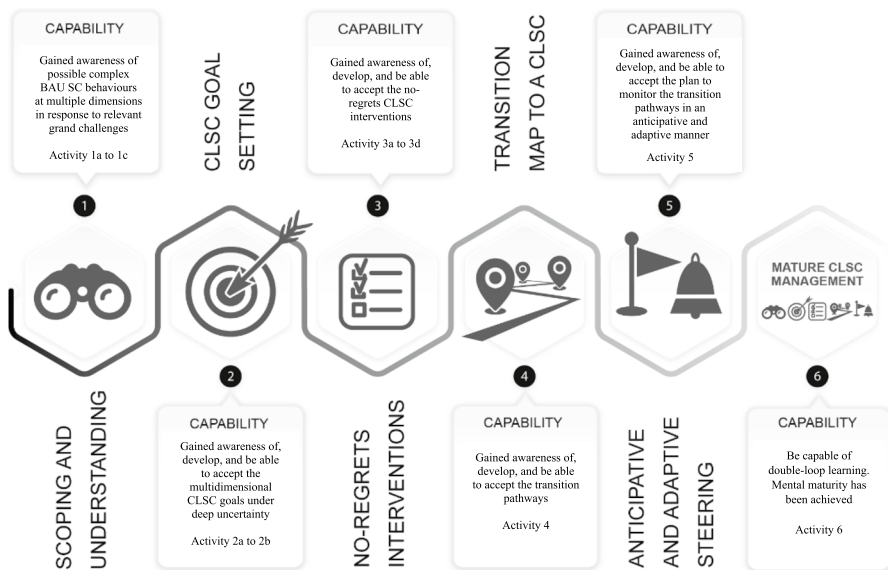 CAPABILITY
Gained awareness of
possible complex
BAU SC behaviours
at multiple dimensions
in response to relevant
grand challenges
Activity 1a to 1c
1
SCOPING AND
UNDERSTANDING
CLSC GOAL
SETTING
2
CAPABILITY
Gained awareness of,
develop, and be able
to accept the
multidimensional
CLSC goals under
deep uncertainty
Activity 2a to 2b
CAPABILITY
Gained awareness of,
develop, and be able
to accept the no-
regrets CLSC
interventions
Activity 3a to 3d
3
NO-REGRETS
INTERVENTIONS
TRANSITION
MAP TO A CLSC
4
CAPABILITY
Gained awareness of,
develop, and be able
to accept the transition
pathways
Activity 4
CAPABILITY
Gained awareness of,
develop, and be able to
accept the plan to
monitor the transition
pathways in an
anticipative and
adaptive manner
Activity 5
5
ANTICIPATIVE
AND ADAPTIVE
STEERING
MATURE CLSC
MANAGEMENT
6
CAPABILITY
Be capable of
double-loop learning.
Mental maturity has
been achieved
Activity 6